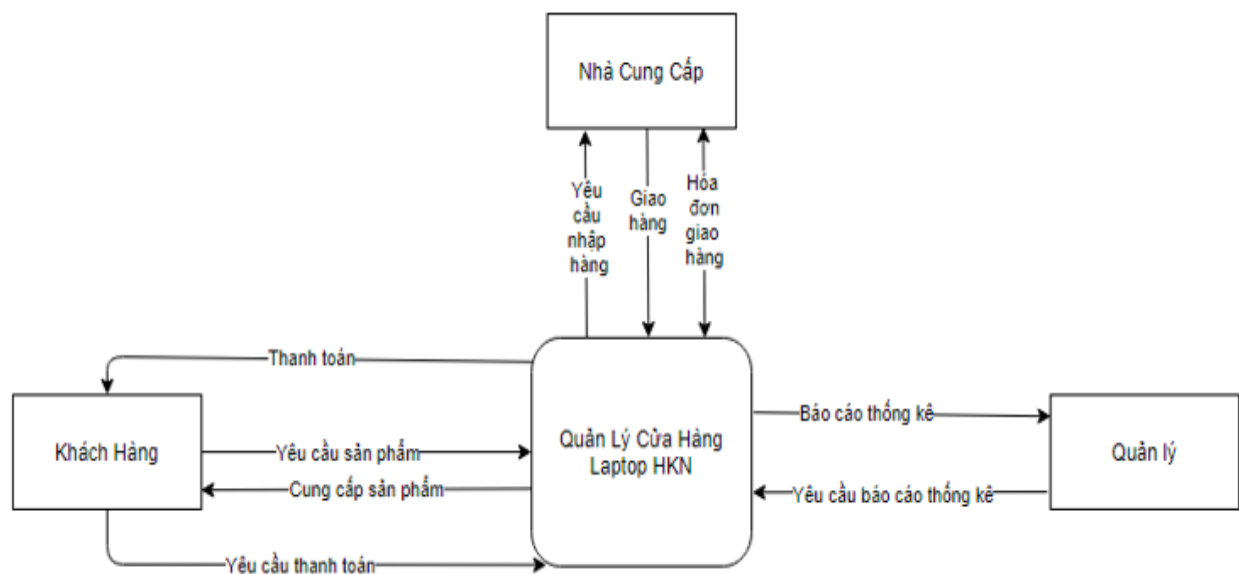 Nhà Cung Cấp
Yêu
cầu
nhập
hàng
Giao
hàng
Hóa
đơn
giao
hàng
Thanh toán
Khách Hàng
Yêu cầu sản phẩm
Cung cấp sản phẩm
Yêu cầu thanh toán
Quản Lý Cửa Hàng
Laptop HKN
Báo cáo thống kê
Yêu cầu báo cáo thống kê
Quản lý